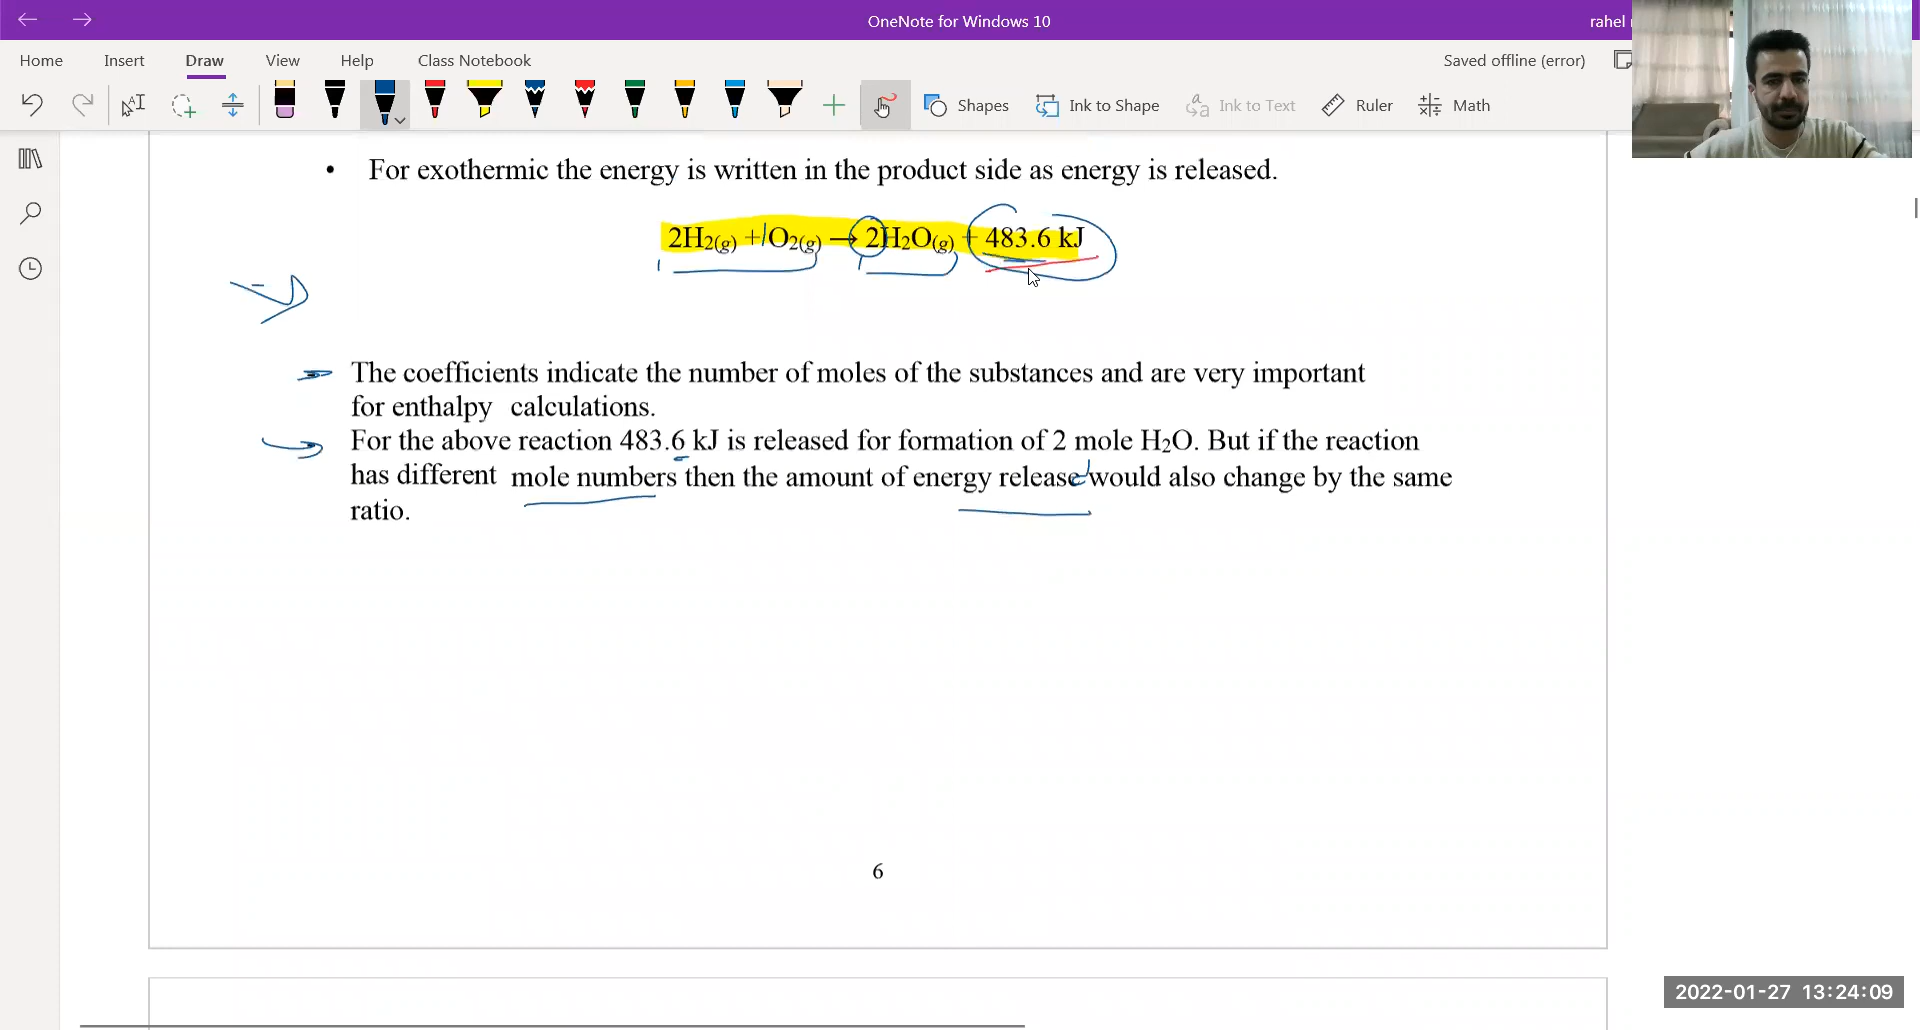 OneNote for Windows 10
rahel
Home Insert Draw View Help Class Notebook
Saved offline (error)
Shapes Ink to Shape Ink to Text Ruler Math
• For exothermic the energy is written in the product side as energy is released.
2H₂(g) + 1O₂(g) → 2H₂O(g) + 483.6 kJ
The coefficients indicate the number of moles of the substances and are very important
for enthalpy calculations.
For the above reaction 483.6 kJ is released for formation of 2 mole H₂O. But if the reaction
has different mole numbers then the amount of energy released would also change by the same
ratio.
6
2022-01-27 13:24:09